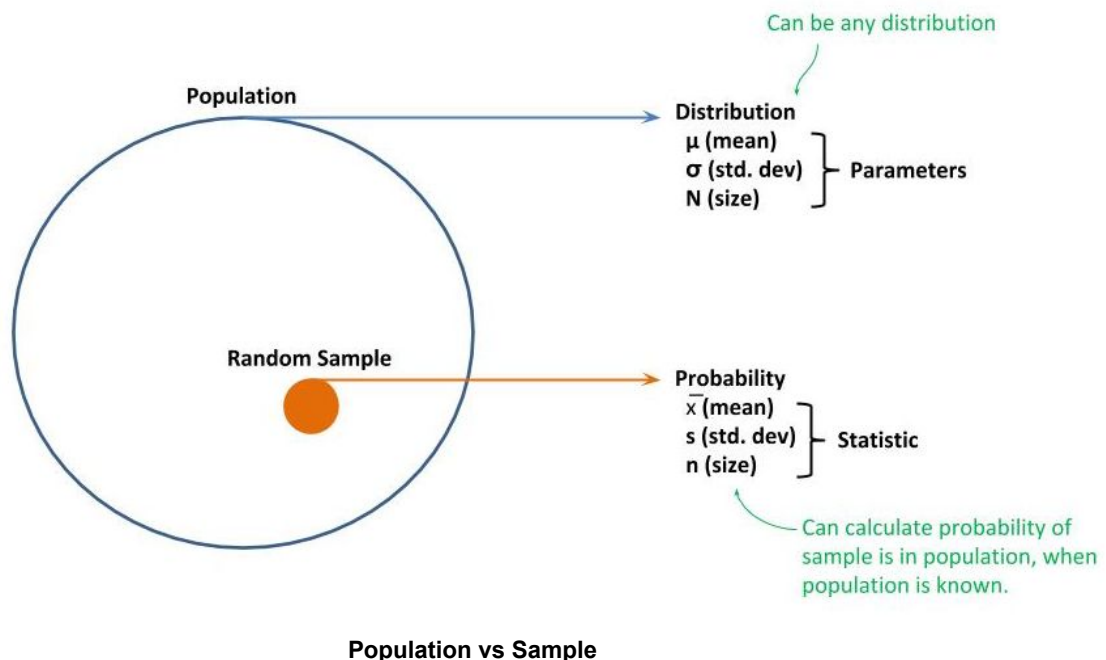 Can be any distribution
Population
Distribution
μ (mean)
σ (std. dev)
N (size)
Parameters
Random Sample
Probability
x̅ (mean)
s (std. dev)
n (size)
Statistic
Can calculate probability of
sample is in population, when
population is known.
Population vs Sample